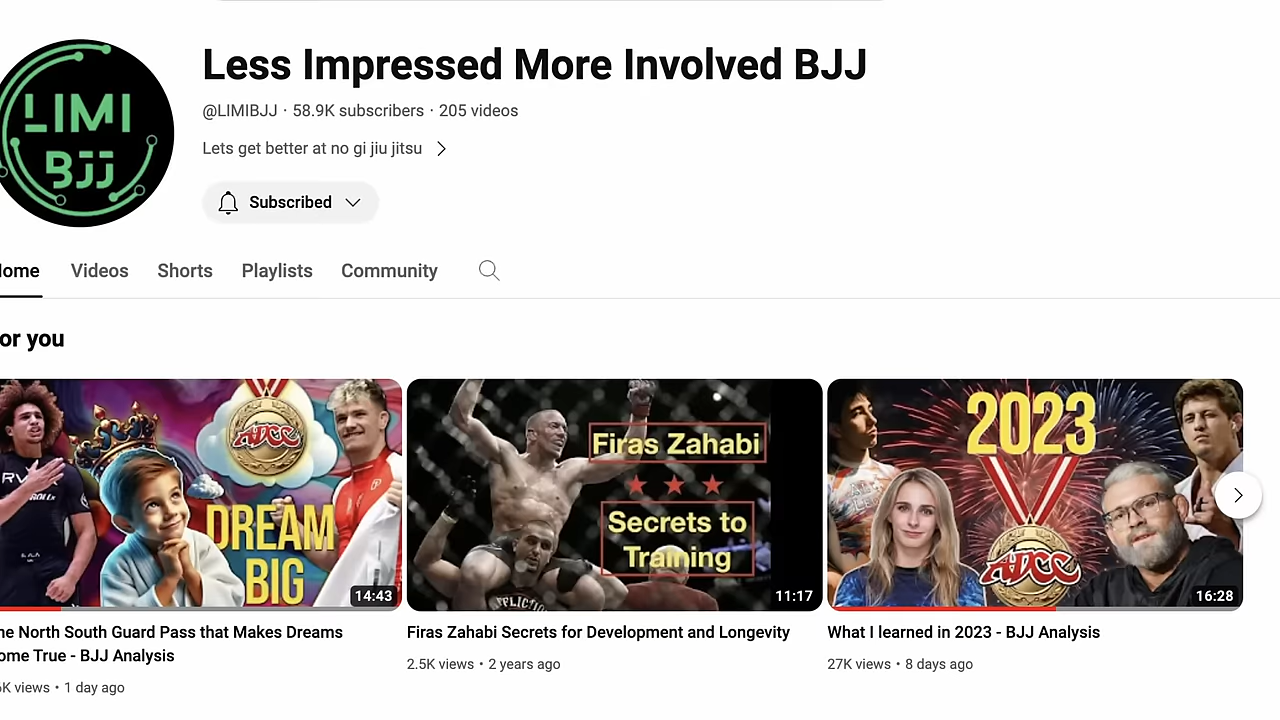 Less Impressed More Involved BJJ
LIMI
BJJ
@LIMIBJJ · 58.9K subscribers · 205 videos
Lets get better at no gi jiu jitsu
Subscribed
ome
Videos
Shorts
Playlists
Community
or you
ADCC
DREAM
BIG
14:43
Firas Zahabi
Secrets to
Training
AFFLICTION
11:17
2023
ADCC
16:28
ne North South Guard Pass that Makes Dreams
ome True - BJJ Analysis
K views • 1 day ago
Firas Zahabi Secrets for Development and Longevity
2.5K views • 2 years ago
What I learned in 2023 - BJJ Analysis
27K views • 8 days ago